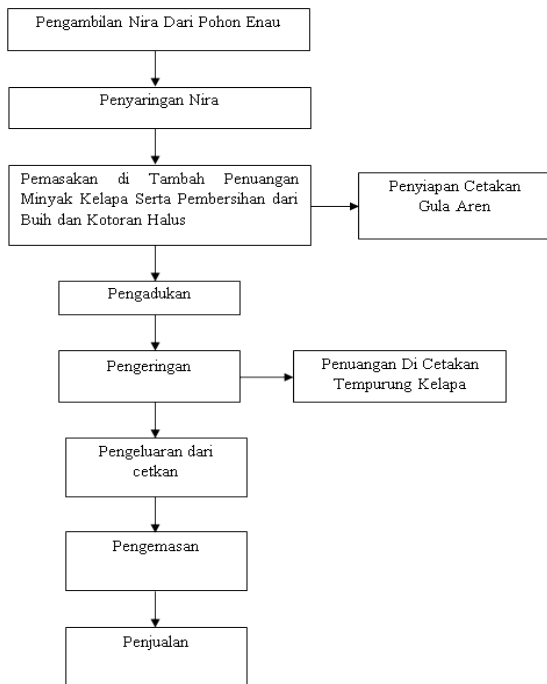 Pengambilan Nira Dari Pohon Enau
Penyaringan Nira
Pemasakan di Tambah Penuangan
Minyak Kelapa Serta Pembersihan dari
Buih dan Kotoran Halus
Penyiapan Cetakan
Gula Aren
Pengadukan
Pengeringan
Penuangan Di Cetakan
Tempurung Kelapa
Pengeluaran dari
cetkan
Pengemasan
Penjualan